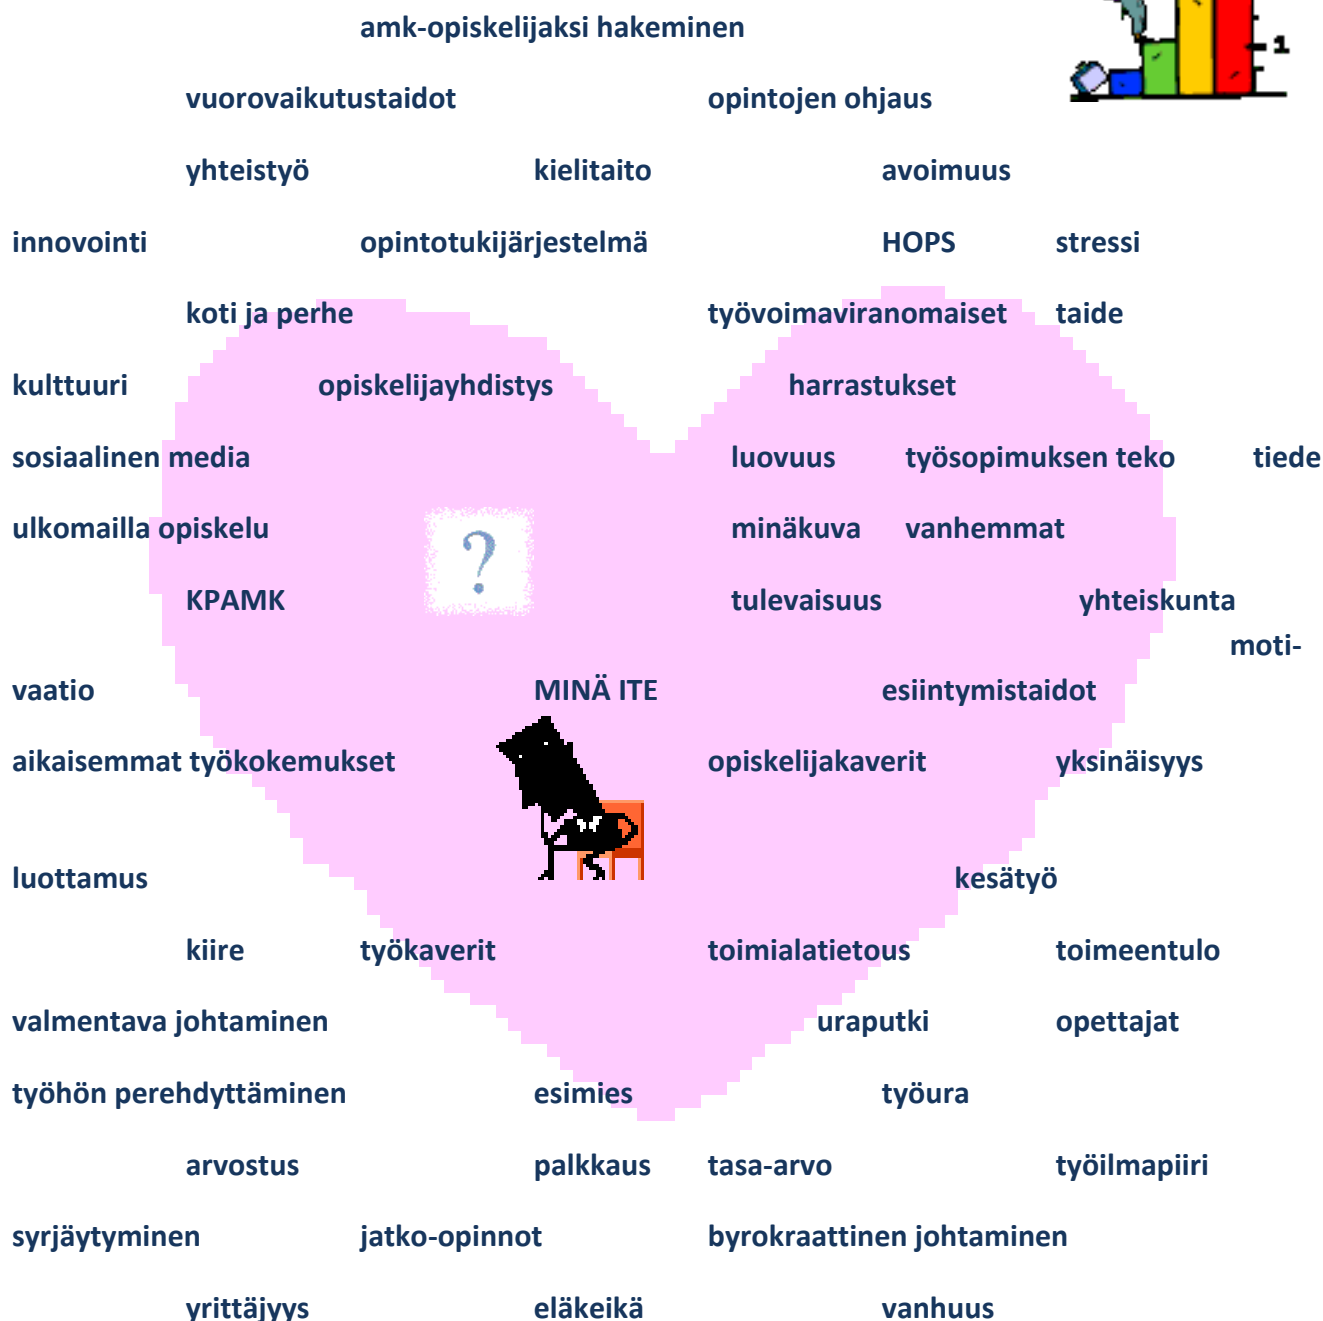 amk-opiskelijaksi hakeminen
1
vuorovaikutustaidot opintojen ohjaus
yhteistyö kielitaito avoimuus
innovointi opintotukijärjestelmä HOPS stressi
koti ja perhe työvoimaviranomaiset taide
kulttuuri opiskelijayhdistys harrastukset
sosiaalinen media luovuus työsopimuksen teko tiede
ulkomailla opiskelu minäkuva vanhemmat
?
KPAMK tulevaisuus yhteiskunta
moti-
vaatio MINÄ ITE esiintymistaidot
aikaisemmat työkokemukset opiskelijakaverit yksinäisyys
luottamus kesätyö
kiire työkaverit toimialatietous toimeentulo
valmentava johtaminen uraputki opettajat
työhön perehdyttäminen esimies työura
arvostus palkkaus tasa-arvo työilmapiiri
syrjäytyminen jatko-opinnot byrokraattinen johtaminen
yrittäjyys eläkeikä vanhuus